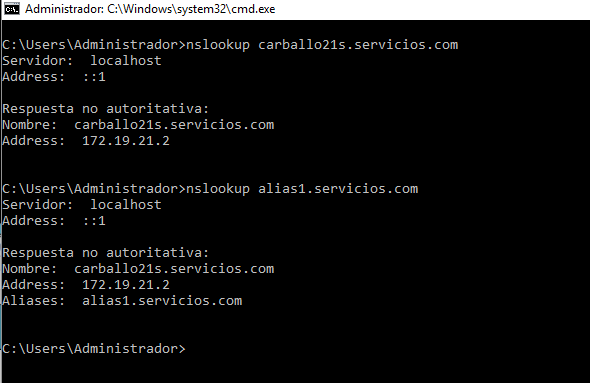 Administrador: C:\Windows\system32\cmd.exe
C:\Users\Administrador>nslookup carballo21s.servicios.com
Servidor:  localhost
Address:  ::1
Respuesta no autoritativa:
Nombre:  carballo21s.servicios.com
Address:  172.19.21.2
C:\Users\Administrador>nslookup alias1.servicios.com
Servidor:  localhost
Address:  ::1
Respuesta no autoritativa:
Nombre:  carballo21s.servicios.com
Address:  172.19.21.2
Aliases:  alias1.servicios.com
C:\Users\Administrador>